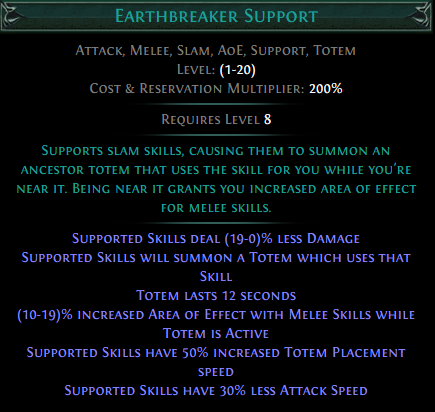 Earthbreaker Support
Attack, Melee, Slam, AoE, Support, Totem
Level: (1-20)
Cost & Reservation Multiplier: 200%
Requires Level 8
Supports slam skills, causing them to summon an
ancestor totem that uses the skill for you while you're
near it. Being near it grants you increased area of effect
for melee skills.
Supported Skills deal (19-0)% less Damage
Supported Skills will summon a Totem which uses that
Skill
Totem lasts 12 seconds
(10-19)% increased Area of Effect with Melee Skills while
Totem is Active
Supported Skills have 50% increased Totem Placement
speed
Supported Skills have 30% less Attack Speed